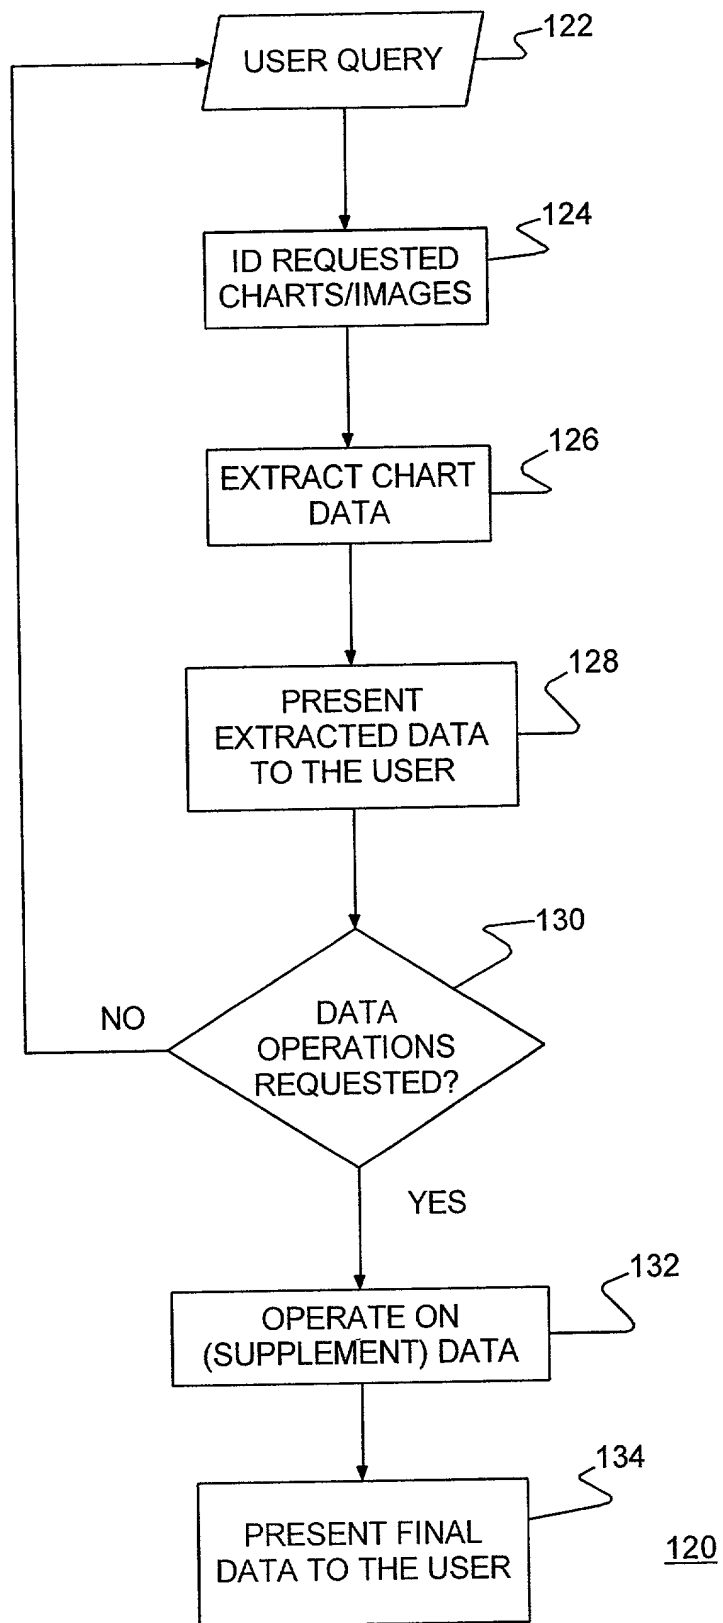 USER QUERY
122
ID REQUESTED
CHARTS/IMAGES
124
EXTRACT CHART
DATA
126
PRESENT
EXTRACTED DATA
TO THE USER
128
DATA
OPERATIONS
REQUESTED?
130
NO
YES
OPERATE ON
(SUPPLEMENT) DATA
132
PRESENT FINAL
DATA TO THE USER
134
120